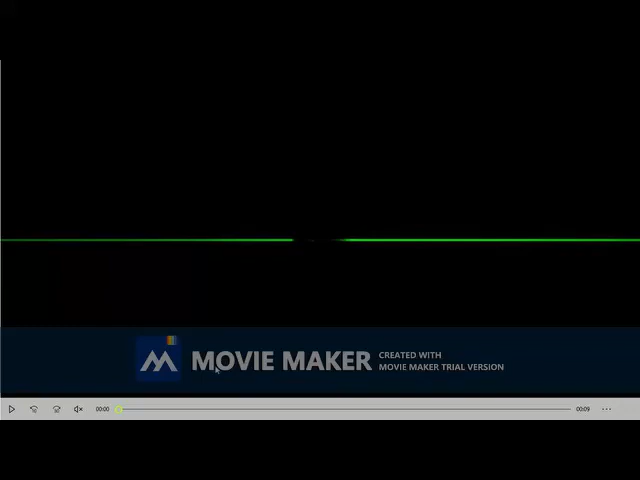 MOVIE MAKER
CREATED WITH
MOVIE MAKER TRIAL VERSION
00:00
00:09